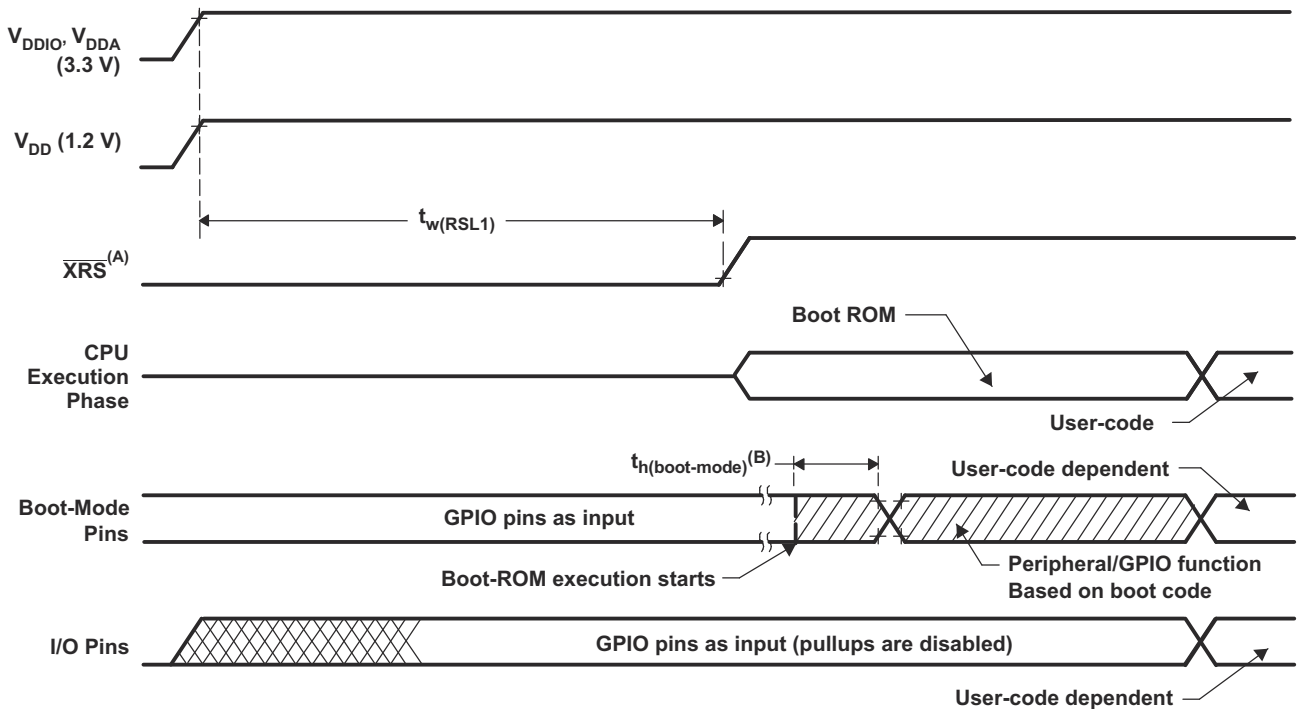 V_DDIO, V_DDA
(3.3 V)
V_DD (1.2 V)
t_w(RSL1)
X̅R̅S̅^(A)
Boot ROM
CPU
Execution
Phase
User-code
t_h(boot-mode)^(B)
User-code dependent
Boot-Mode
Pins
GPIO pins as input
Boot-ROM execution starts
Peripheral/GPIO function
Based on boot code
I/O Pins
GPIO pins as input (pullups are disabled)
User-code dependent